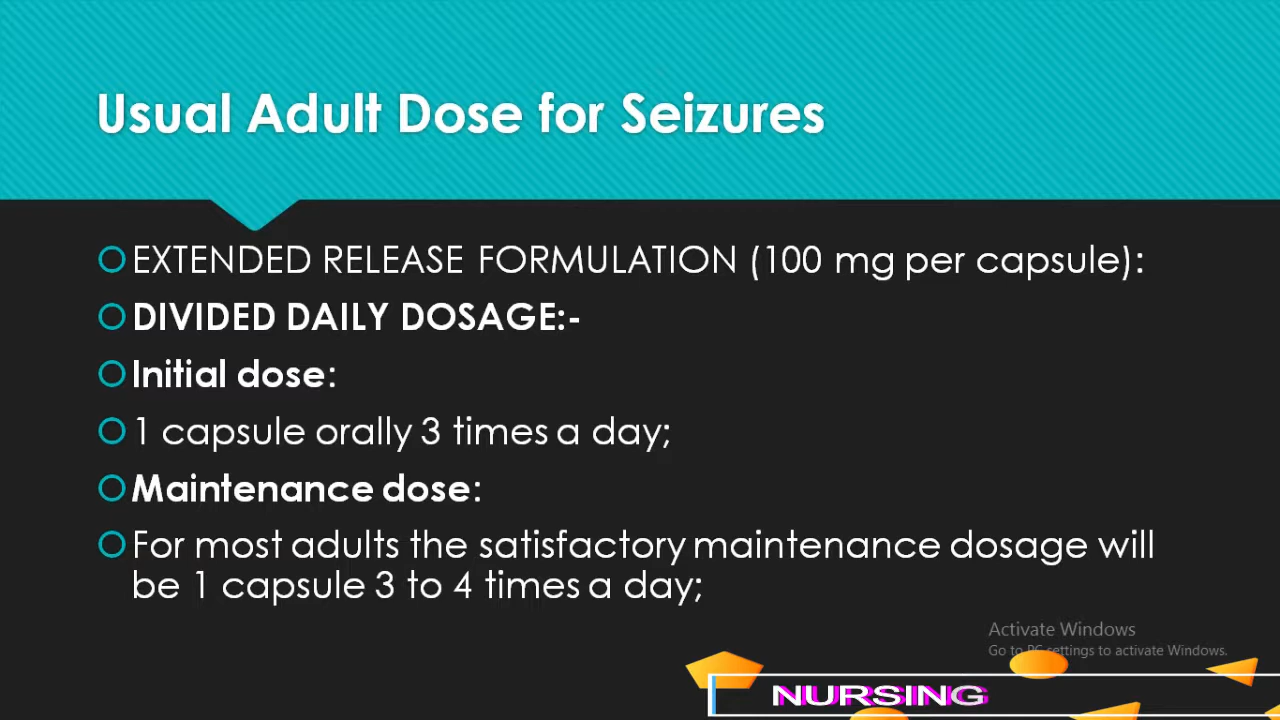 Usual Adult Dose for Seizures
EXTENDED RELEASE FORMULATION (100 mg per capsule):
DIVIDED DAILY DOSAGE:-
Initial dose:
1 capsule orally 3 times a day;
Maintenance dose:
For most adults the satisfactory maintenance dosage will
be 1 capsule 3 to 4 times a day;
Activate Windows
Go to PC settings to activate Windows.
NURSING